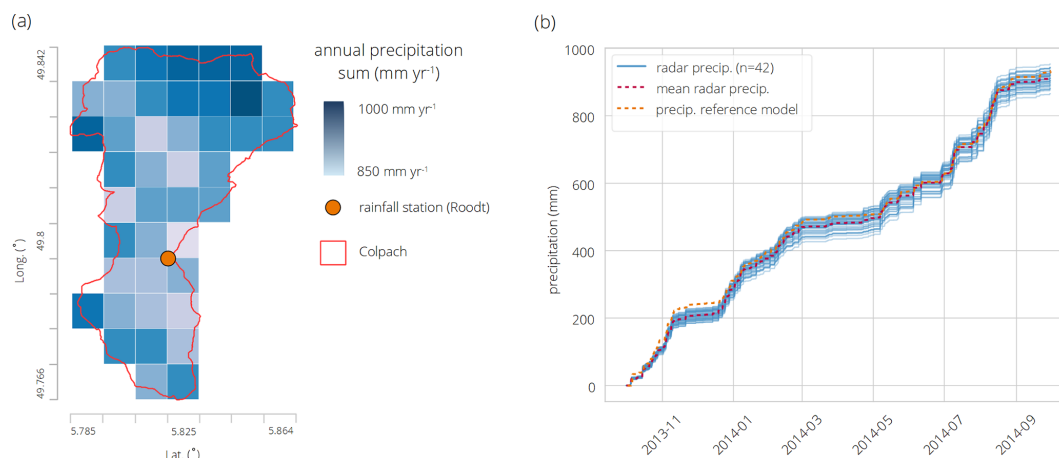 (a)
annual precipitation
sum (mm yr⁻¹)
1000 mm yr⁻¹
850 mm yr⁻¹
rainfall station (Roodt)
Colpach
49.842
49.8
49.766
Long. (°)
5.785
5.825
5.864
Lat. (°)
(b)
radar precip. (n=42)
mean radar precip.
precip. reference model
precipitation (mm)
1000
800
600
400
200
0
2013-11
2014-01
2014-03
2014-05
2014-07
2014-09